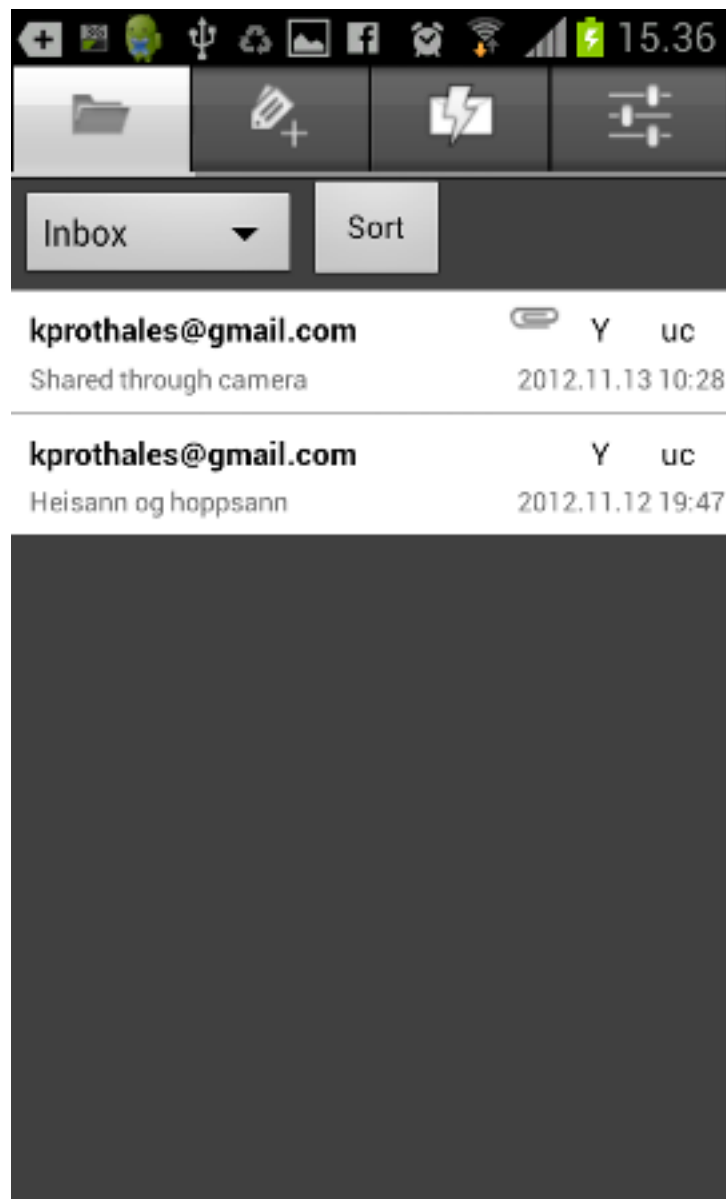 15.36
Inbox
Sort
kprothales@gmail.com Y uc
Shared through camera 2012.11.13 10:28
kprothales@gmail.com Y uc
Heisann og hoppsann 2012.11.12 19:47